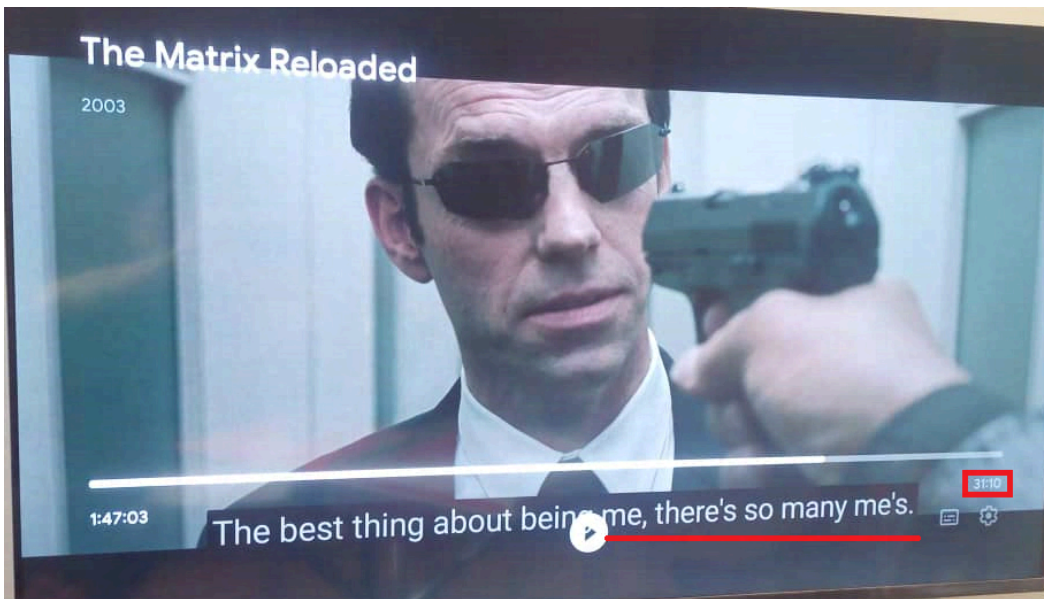 The Matrix Reloaded
2003
31:10
1:47:03
The best thing about being me, there's so many me's.